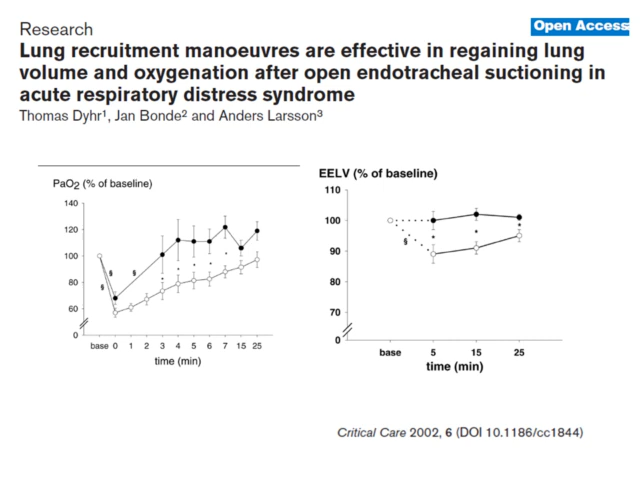 Research
Open Access
Lung recruitment manoeuvres are effective in regaining lung
volume and oxygenation after open endotracheal suctioning in
acute respiratory distress syndrome
Thomas Dyhr¹, Jan Bonde² and Anders Larsson³
PaO2 (% of baseline)
140
120
100
80
60
0
§
§
§
* * * * *
base 0 1 2 3 4 5 6 7 15 25
time (min)
EELV (% of baseline)
110
100
90
80
70
0
§
* * *
base 5 15 25
time (min)
Critical Care 2002, 6 (DOI 10.1186/cc1844)